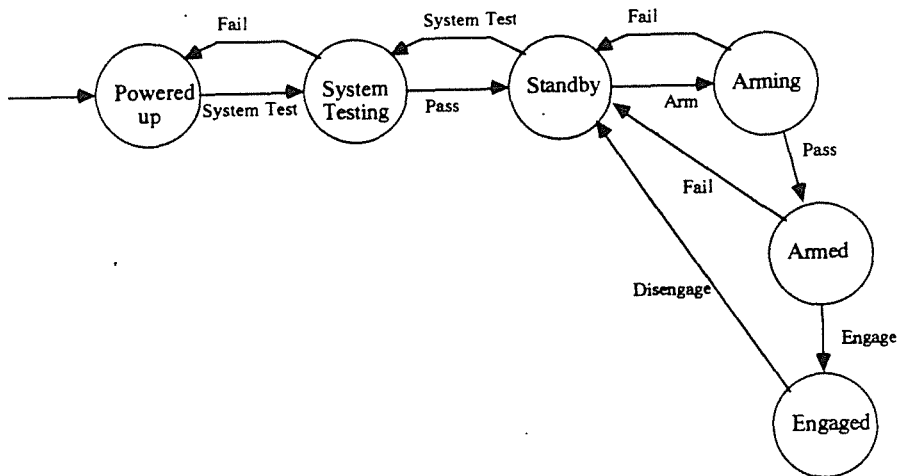 Fail
System Test
Fail
Powered
up
System Test
System
Testing
Pass
Standby
Arm
Arming
Pass
Fail
Armed
Disengage
Engage
Engaged